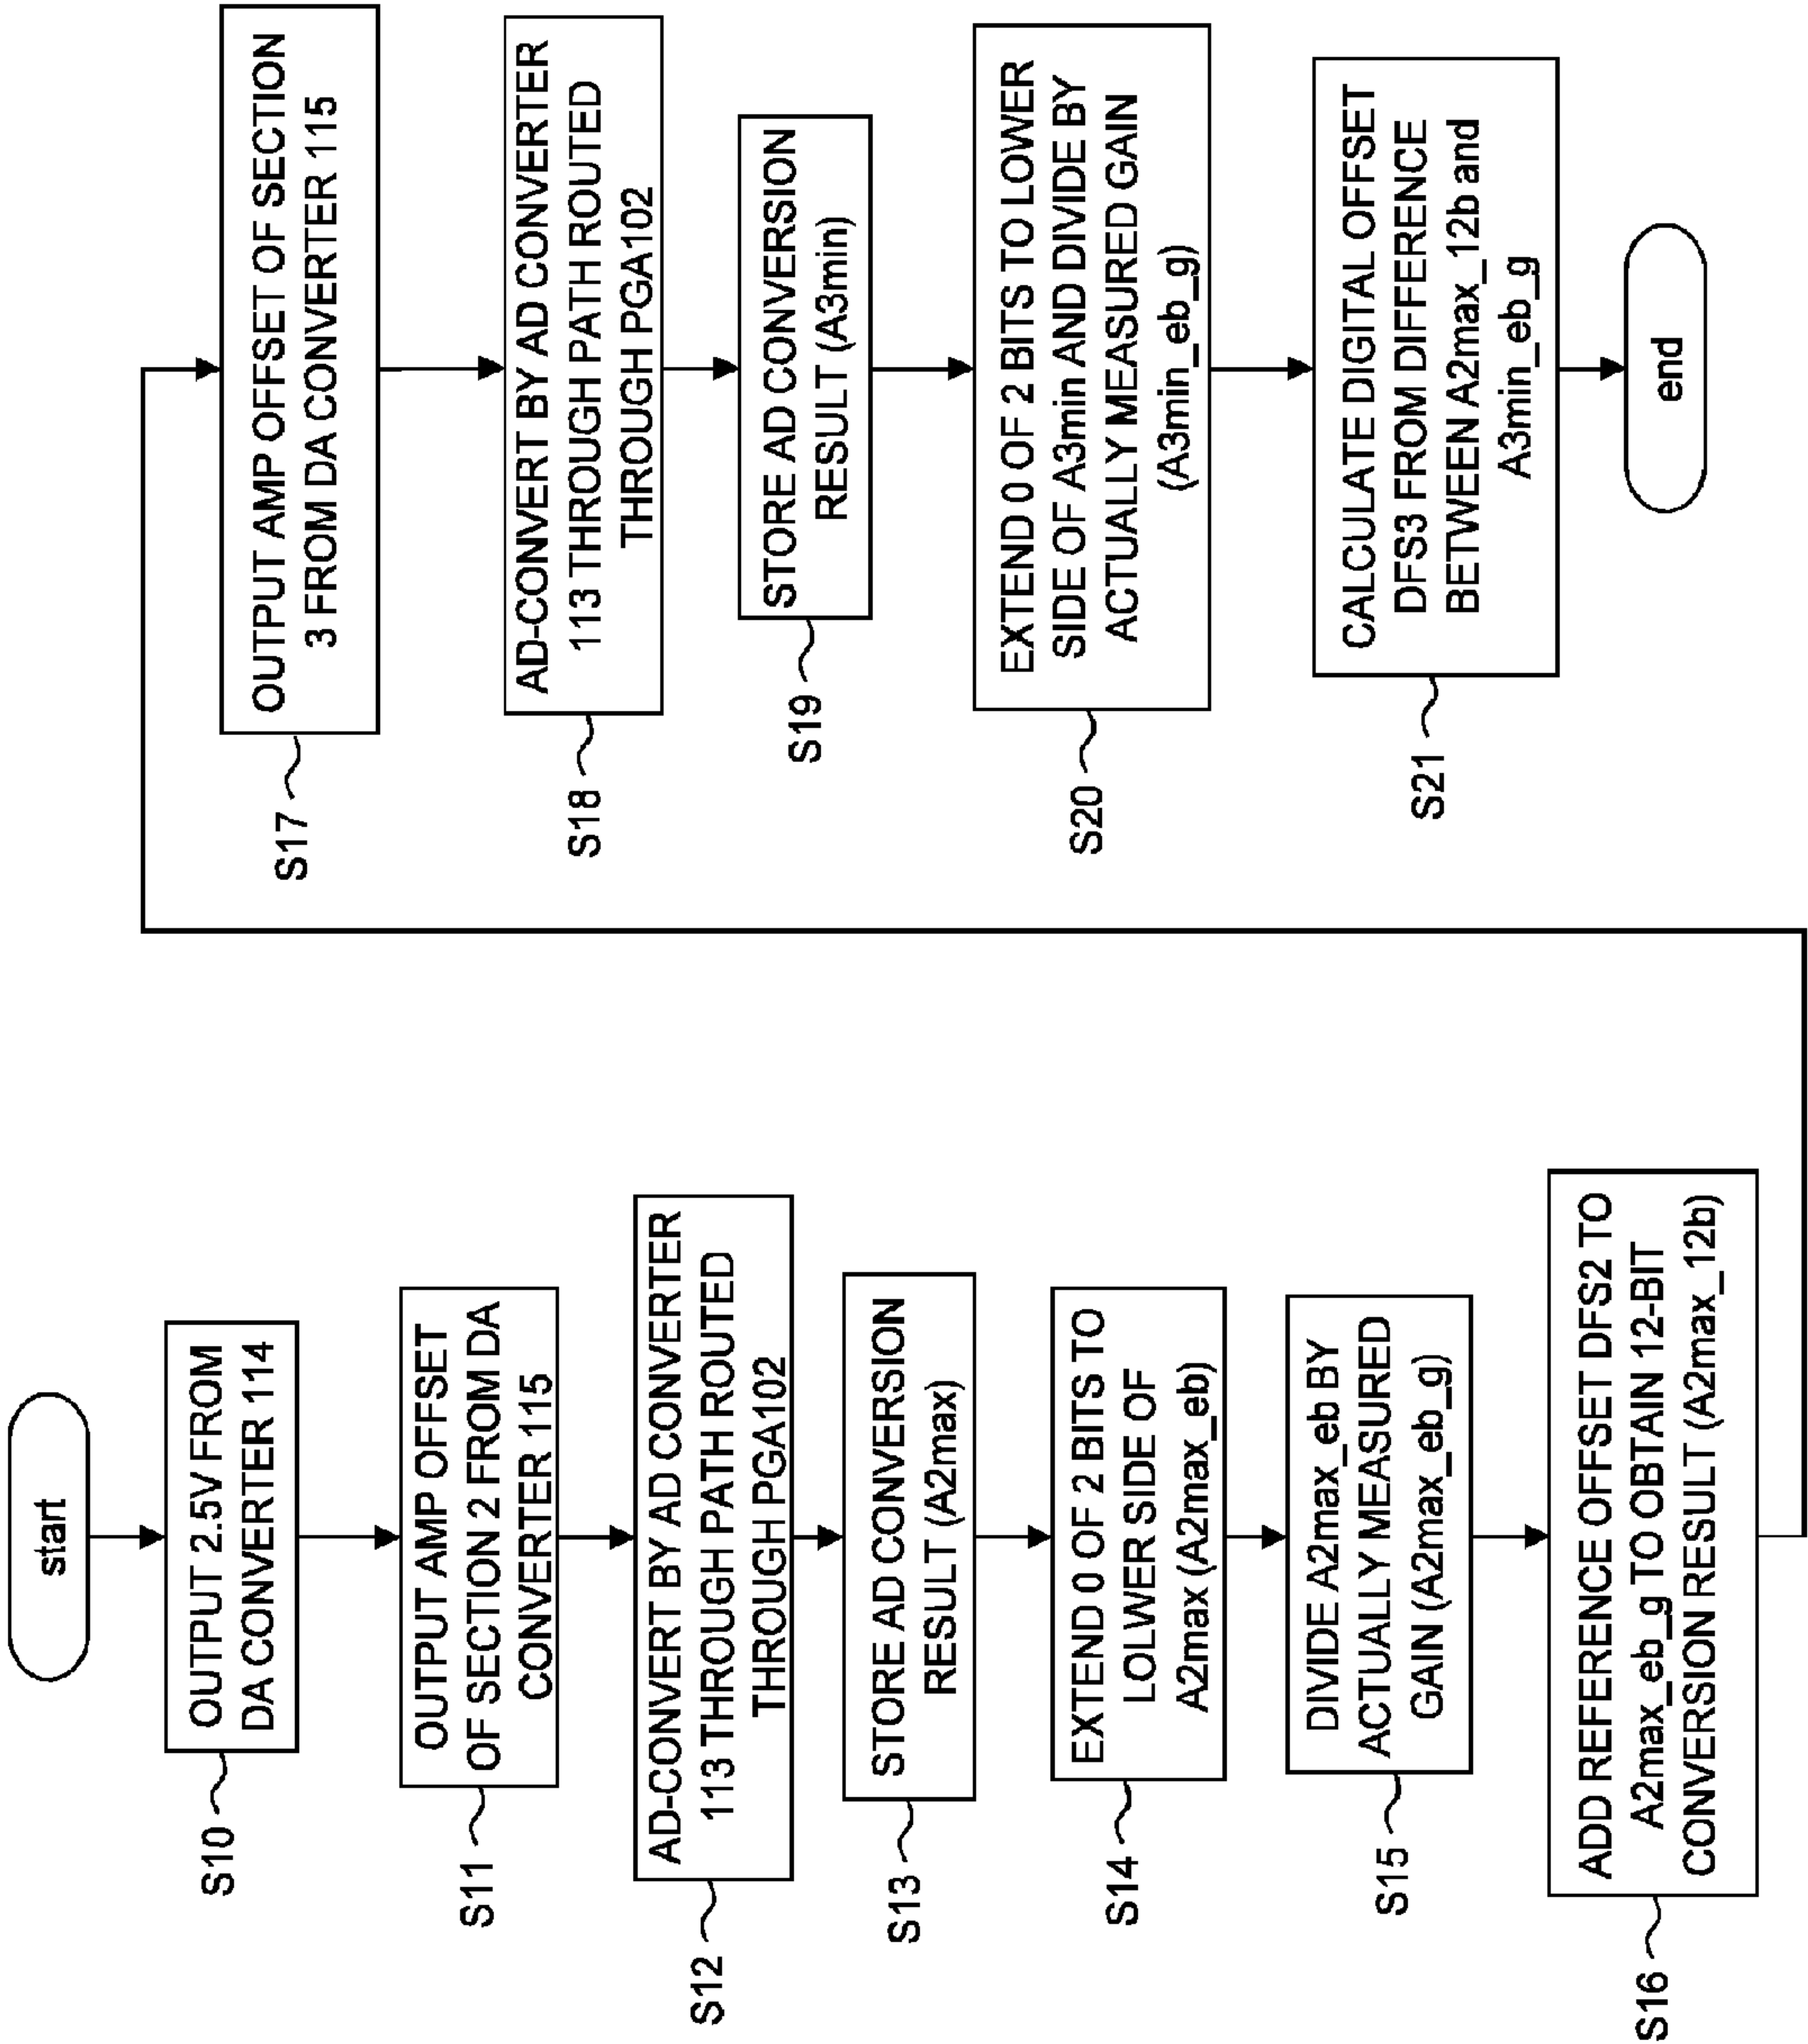 start
S10
OUTPUT 2.5V FROM
DA CONVERTER 114
S11
OUTPUT AMP OFFSET
OF SECTION 2 FROM DA
CONVERTER 115
S12
AD-CONVERT BY AD CONVERTER
113 THROUGH PATH ROUTED
THROUGH PGA102
S13
STORE AD CONVERSION
RESULT (A2max)
S14
EXTEND 0 OF 2 BITS TO
LOLWER SIDE OF
A2max (A2max_eb)
S15
DIVIDE A2max_eb BY
ACTUALLY MEASURED
GAIN (A2max_eb_g)
S16
ADD REFERENCE OFFSET DFS2 TO
A2max_eb_g TO OBTAIN 12-BIT
CONVERSION RESULT (A2max_12b)
S17
OUTPUT AMP OFFSET OF SECTION
3 FROM DA CONVERTER 115
S18
AD-CONVERT BY AD CONVERTER
113 THROUGH PATH ROUTED
THROUGH PGA102
S19
STORE AD CONVERSION
RESULT (A3min)
S20
EXTEND 0 OF 2 BITS TO LOWER
SIDE OF A3min AND DIVIDE BY
ACTUALLY MEASURED GAIN
(A3min_eb_g)
S21
CALCULATE DIGITAL OFFSET
DFS3 FROM DIFFERENCE
BETWEEN A2max_12b and
A3min_eb_g
end